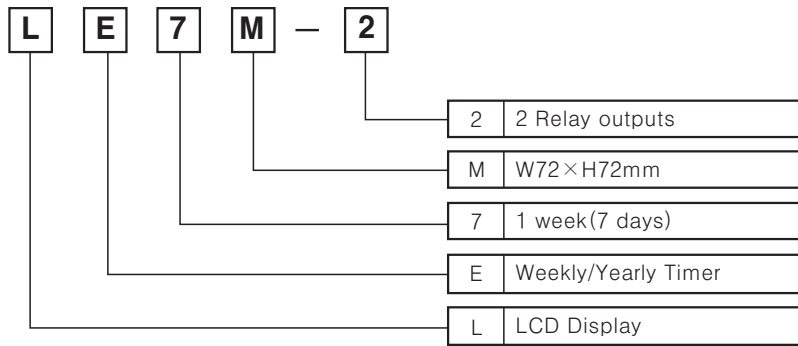 L E 7 M — 2
2 2 Relay outputs
M W72×H72mm
7 1 week(7 days)
E Weekly/Yearly Timer
L LCD Display